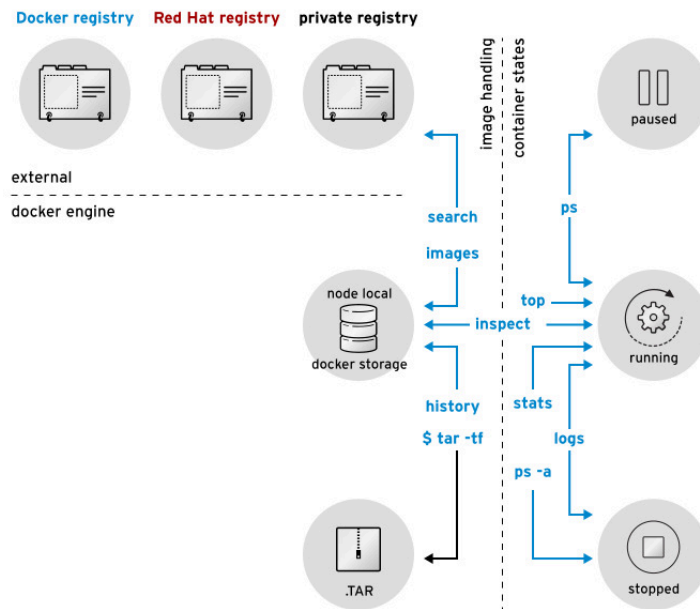 Docker registry
Red Hat registry
private registry
image handling
container states
paused
external
docker engine
search
ps
images
node local
docker storage
top
inspect
running
history
stats
$ tar -tf
logs
ps -a
.TAR
stopped